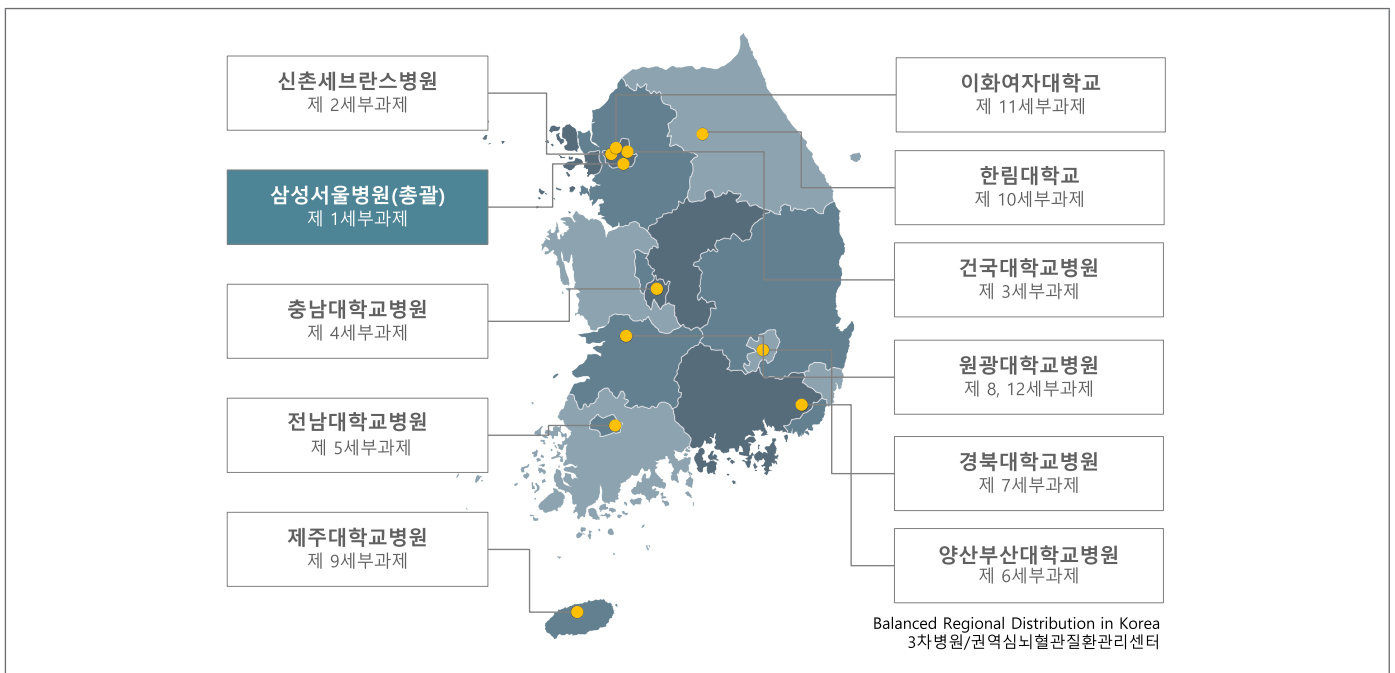 신촌세브란스병원
제 2세부과제
삼성서울병원(총괄)
제 1세부과제
충남대학교병원
제 4세부과제
전남대학교병원
제 5세부과제
제주대학교병원
제 9세부과제
이화여자대학교
제 11세부과제
한림대학교
제 10세부과제
건국대학교병원
제 3세부과제
원광대학교병원
제 8, 12세부과제
경북대학교병원
제 7세부과제
양산부산대학교병원
제 6세부과제
Balanced Regional Distribution in Korea
3차병원/권역심뇌혈관질환관리센터